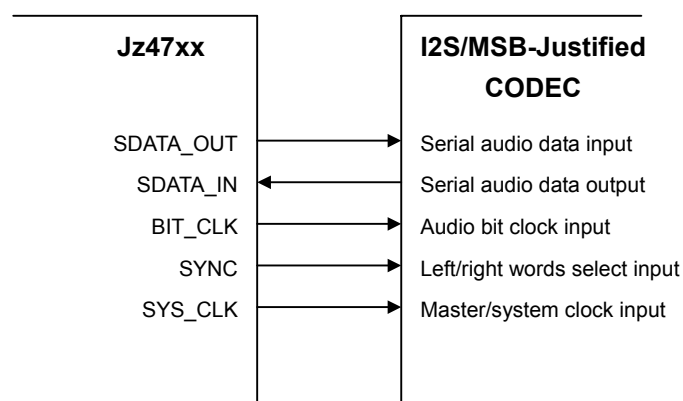 Jz47xx
I2S/MSB-Justified
CODEC
SDATA_OUT
Serial audio data input
SDATA_IN
Serial audio data output
BIT_CLK
Audio bit clock input
SYNC
Left/right words select input
SYS_CLK
Master/system clock input